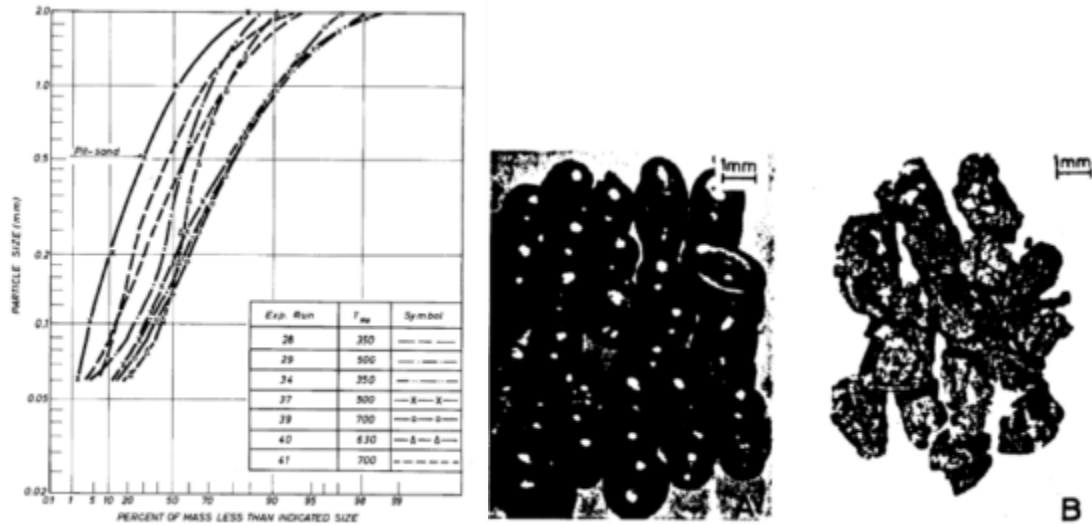 2.0
1.0
0.5
0.2
0.1
0.05
0.02
PARTICLE SIZE (mm)
Pit-sand
Exp. Run
Symbol
28 350
29 500
34 350
37 500 x—x
39 700
40 630 Δ—Δ
41 700
0.1 1 5 10 20 50 70 90 95 98 99
PERCENT OF MASS LESS THAN INDICATED SIZE
1mm
A
1mm
B